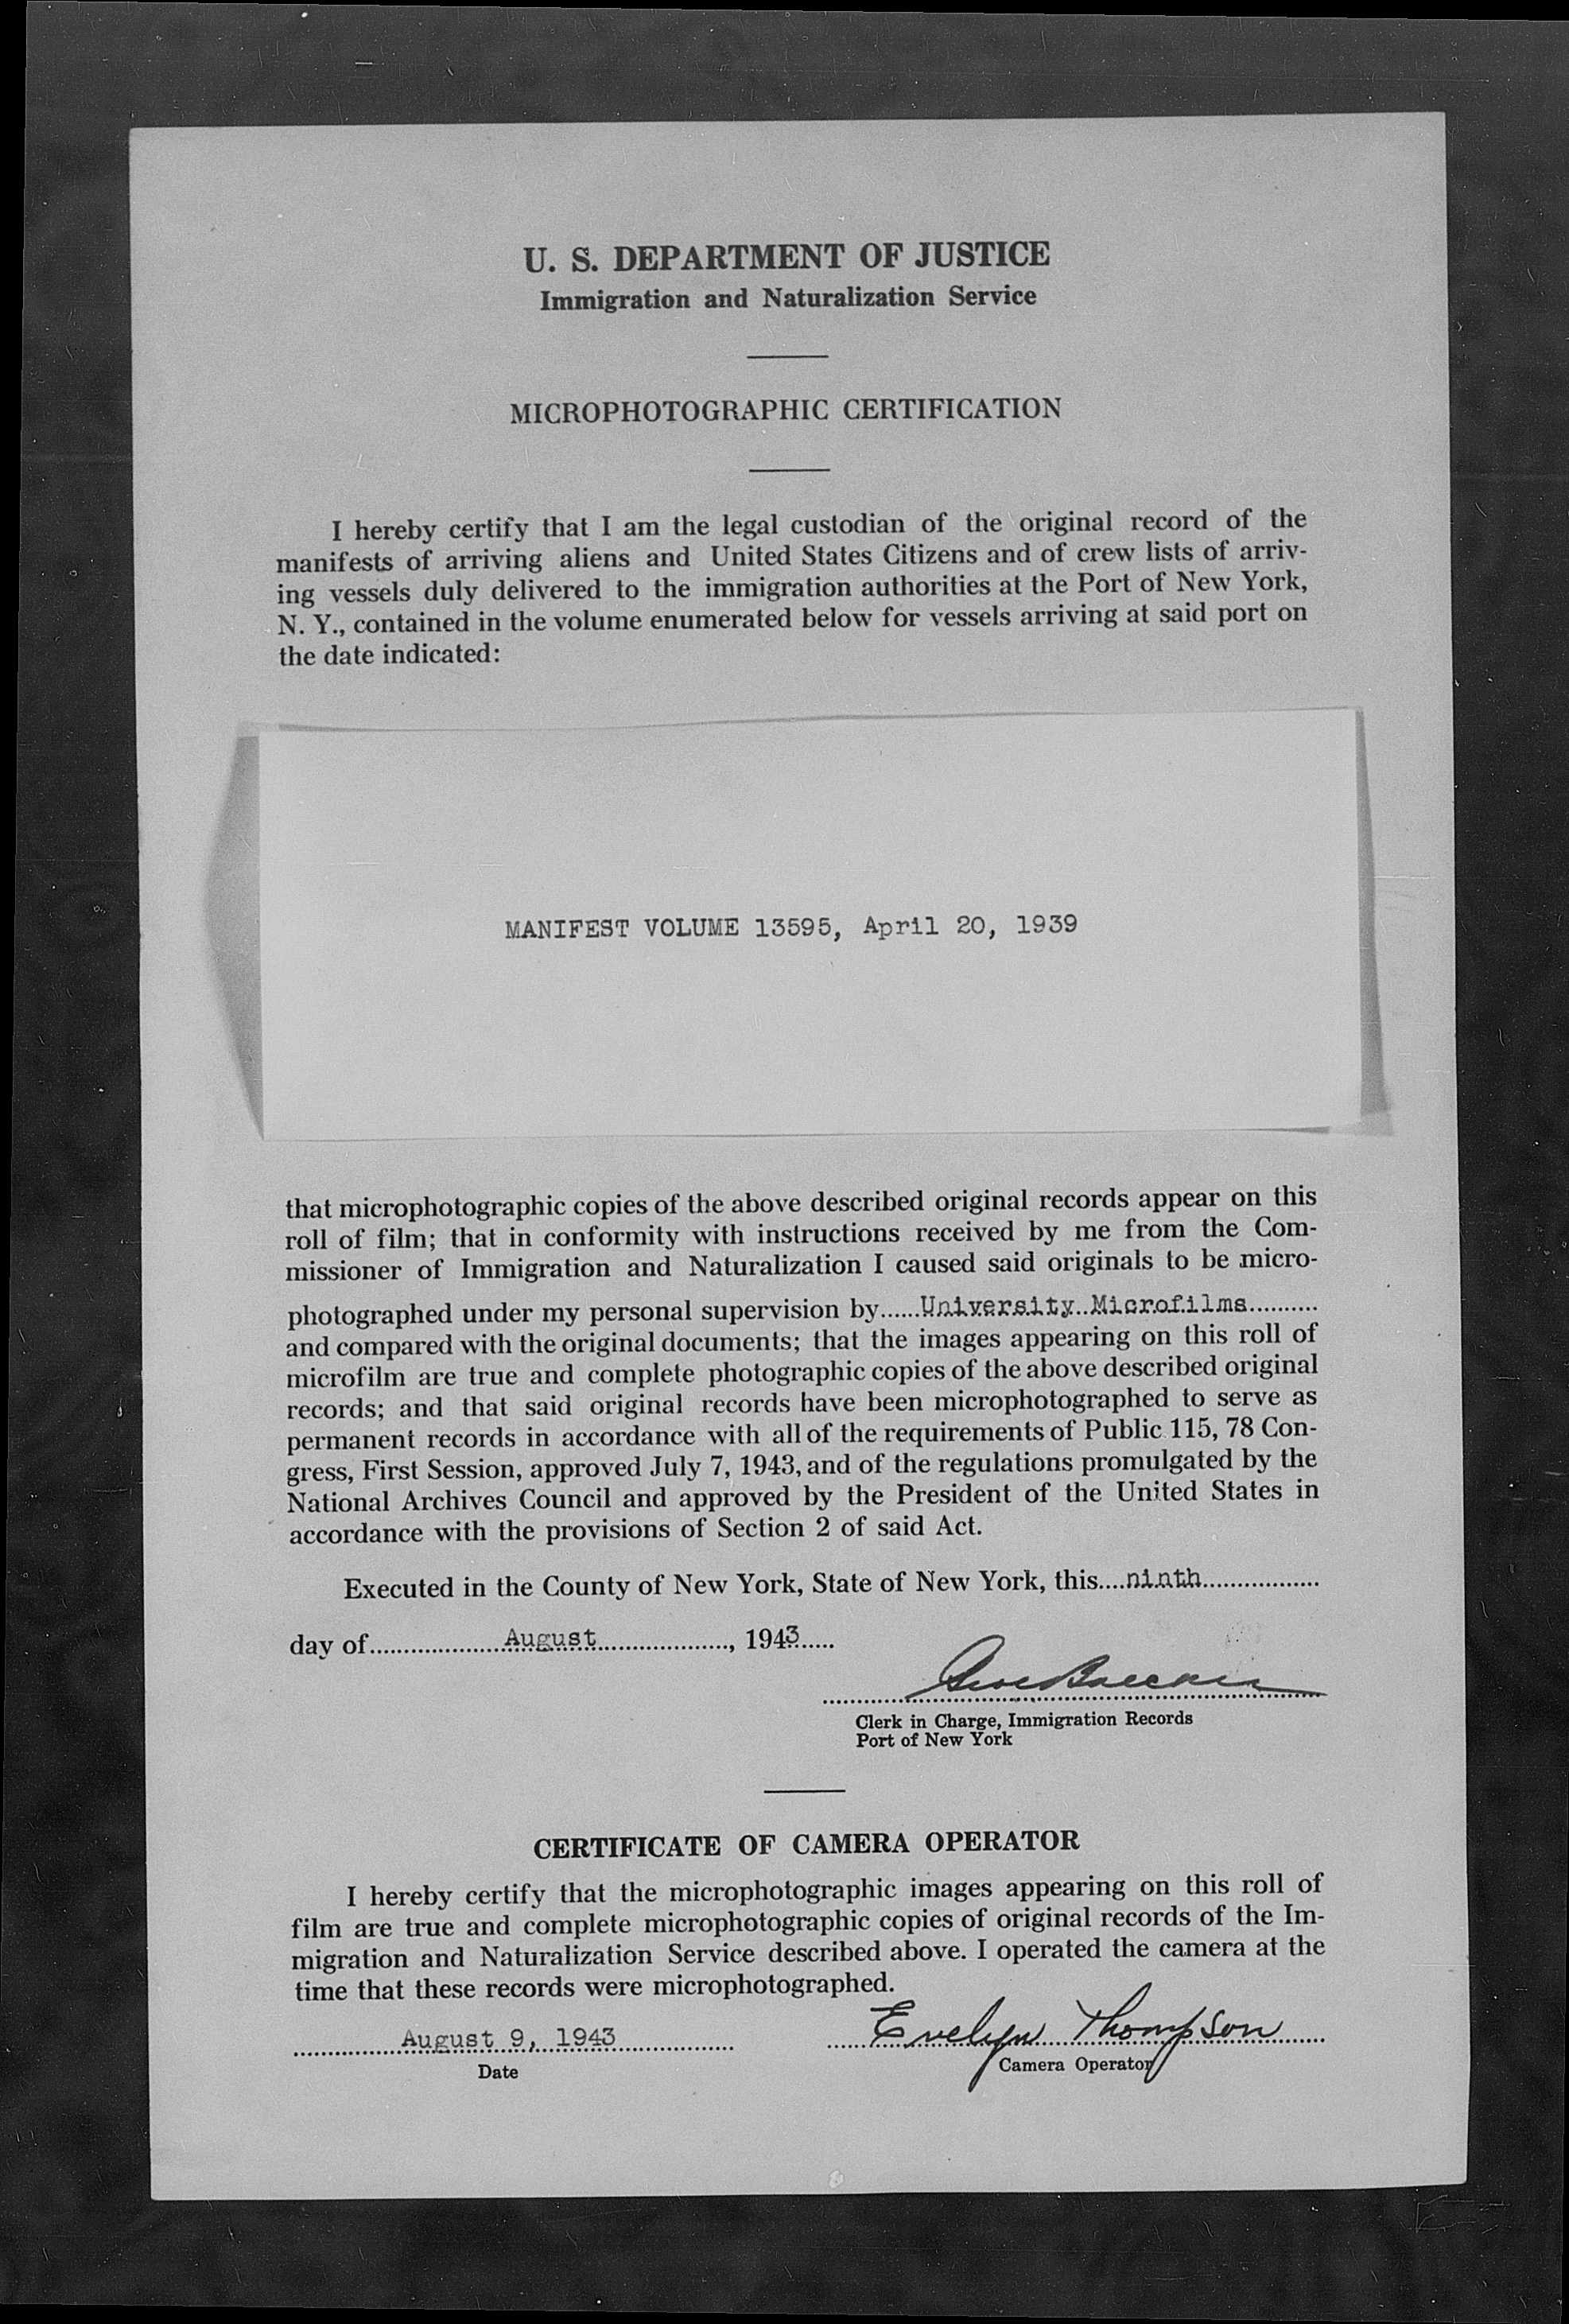 U. S. DEPARTMENT OF JUSTICE
Immigration and Naturalization Service
MICROPHOTOGRAPHIC CERTIFICATION
I hereby certify that I am the legal custodian of the original record of the
manifests of arriving aliens and United States Citizens and of crew lists of arriv-
ing vessels duly delivered to the immigration authorities at the Port of New York,
N. Y., contained in the volume enumerated below for vessels arriving at said port on
the date indicated:
MANIFEST VOLUME 13595, April 20, 1939
that microphotographic copies of the above described original records appear on this
roll of film; that in conformity with instructions received by me from the Com-
missioner of Immigration and Naturalization I caused said originals to be micro-
photographed under my personal supervision by......University Microfilms..........
and compared with the original documents; that the images appearing on this roll of
microfilm are true and complete photographic copies of the above described original
records; and that said original records have been microphotographed to serve as
permanent records in accordance with all of the requirements of Public 115, 78 Con-
gress, First Session, approved July 7, 1943, and of the regulations promulgated by the
National Archives Council and approved by the President of the United States in
accordance with the provisions of Section 2 of said Act.
Executed in the County of New York, State of New York, this....ninth..................
day of....................August...................., 1943......
Clerk in Charge, Immigration Records
Port of New York
CERTIFICATE OF CAMERA OPERATOR
I hereby certify that the microphotographic images appearing on this roll of
film are true and complete microphotographic copies of original records of the Im-
migration and Naturalization Service described above. I operated the camera at the
time that these records were microphotographed.
August 9, 1943 Evelyn Thompson
Date Camera Operator